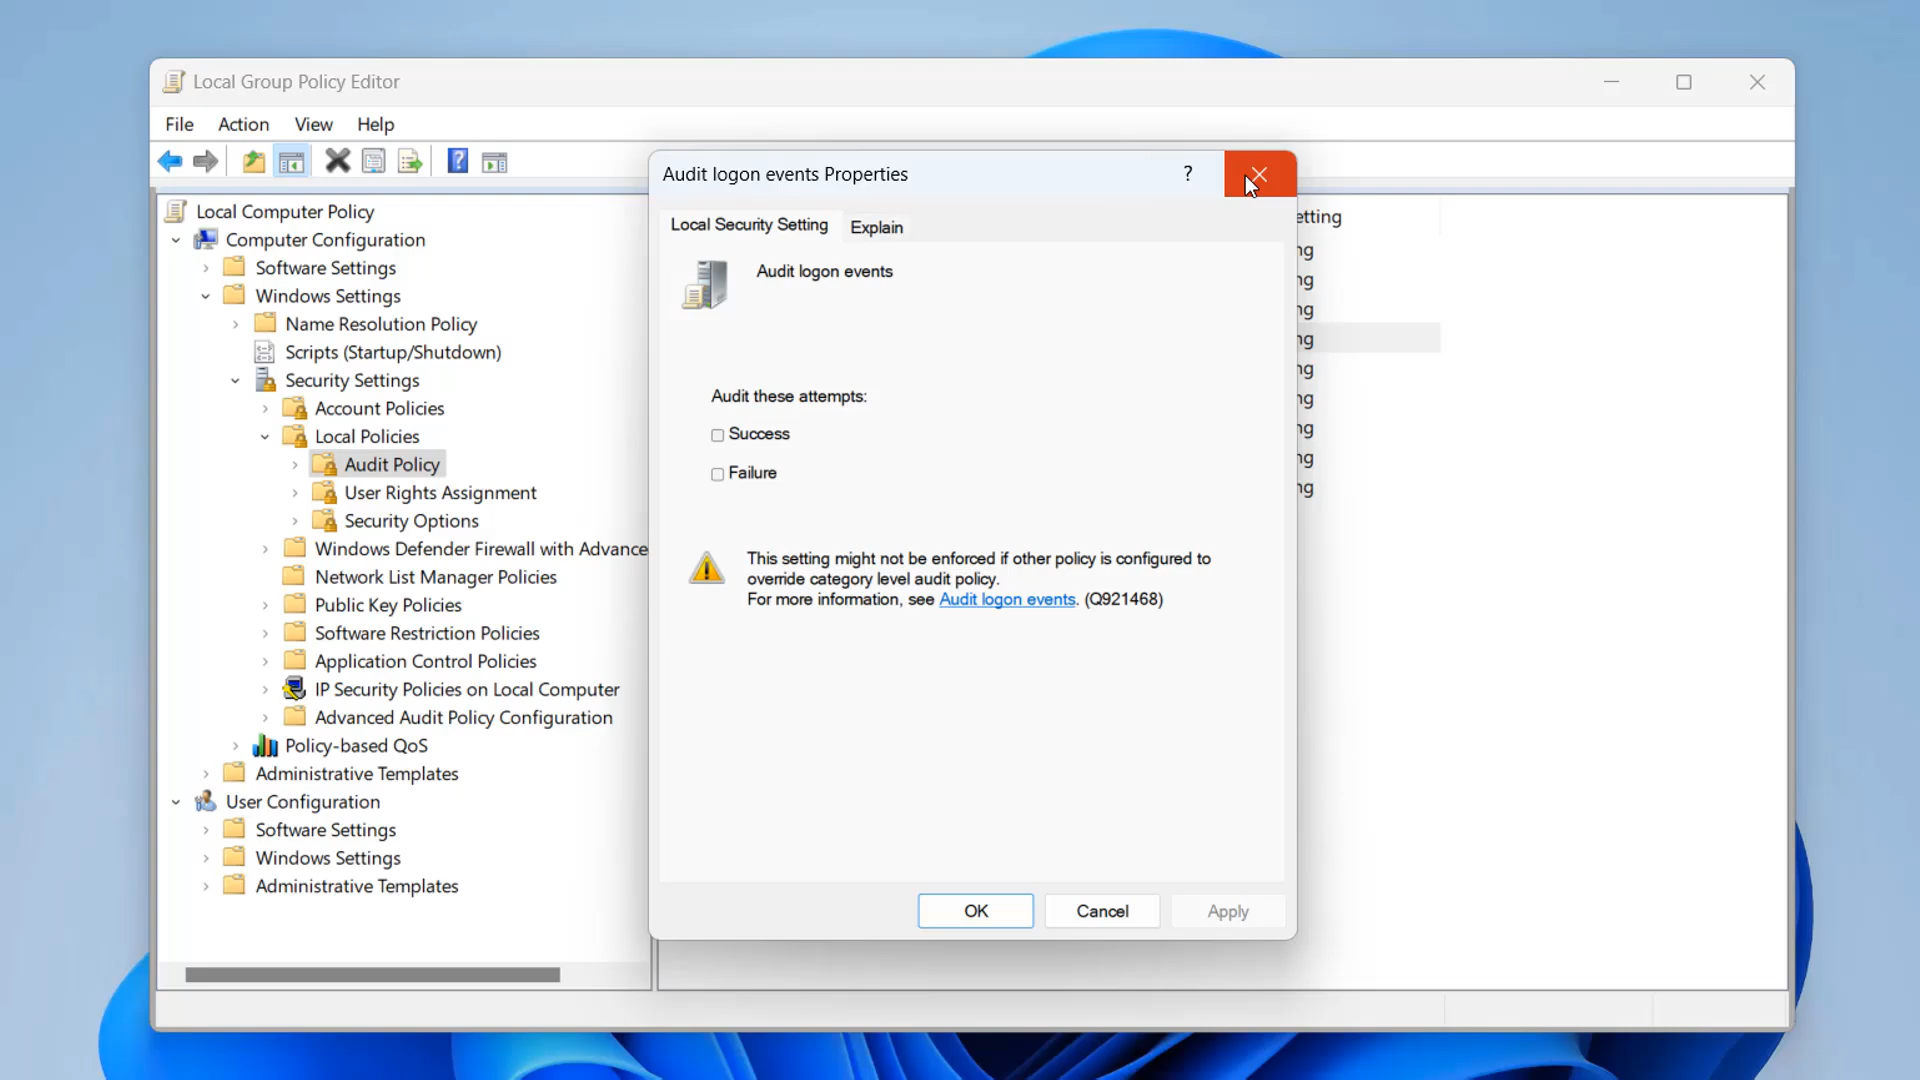 Local Group Policy Editor
File Action View Help
Local Computer Policy
Computer Configuration
Software Settings
Windows Settings
Name Resolution Policy
Scripts (Startup/Shutdown)
Security Settings
Account Policies
Local Policies
Audit Policy
User Rights Assignment
Security Options
Windows Defender Firewall with Advance
Network List Manager Policies
Public Key Policies
Software Restriction Policies
Application Control Policies
IP Security Policies on Local Computer
Advanced Audit Policy Configuration
Policy-based QoS
Administrative Templates
User Configuration
Software Settings
Windows Settings
Administrative Templates
Audit logon events Properties
?
Local Security Setting Explain
Audit logon events
Audit these attempts:
Success
Failure
This setting might not be enforced if other policy is configured to
override category level audit policy.
For more information, see Audit logon events. (Q921468)
OK Cancel Apply
etting
ng
ng
ng
ng
ng
ng
ng
ng
ng